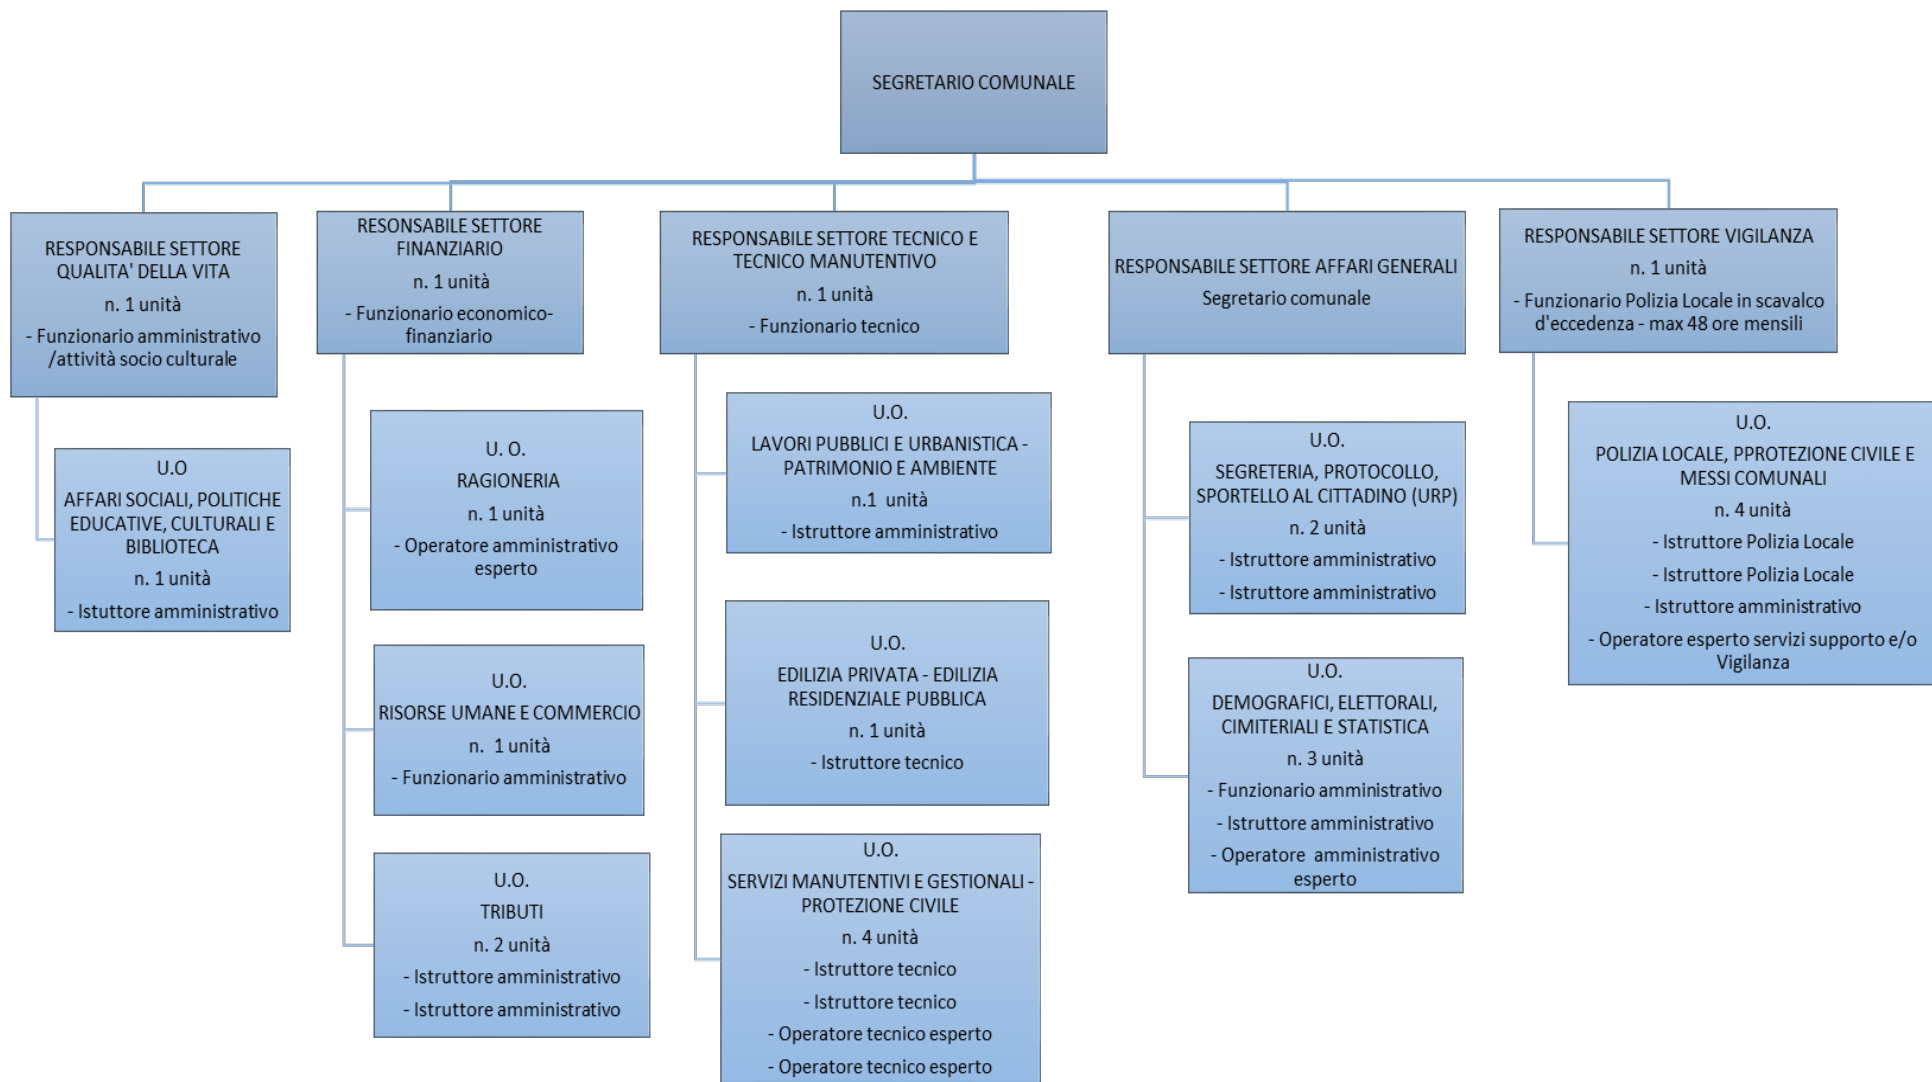 SEGRETARIO COMUNALE
RESPONSABILE SETTORE
QUALITA' DELLA VITA
n. 1 unità
- Funzionario amministrativo
/attività socio culturale
U.O
AFFARI SOCIALI, POLITICHE
EDUCATIVE, CULTURALI E
BIBLIOTECA
n. 1 unità
- Istuttore amministrativo
RESONSABILE SETTORE
FINANZIARIO
n. 1 unità
- Funzionario economico-
finanziario
U. O.
RAGIONERIA
n. 1 unità
- Operatore amministrativo
esperto
U.O.
RISORSE UMANE E COMMERCIO
n.  1 unità
- Funzionario amministrativo
U.O.
TRIBUTI
n. 2 unità
- Istruttore amministrativo
- Istruttore amministrativo
RESPONSABILE SETTORE TECNICO E
TECNICO MANUTENTIVO
n. 1 unità
- Funzionario tecnico
U.O.
LAVORI PUBBLICI E URBANISTICA -
PATRIMONIO E AMBIENTE
n.1  unità
- Istruttore amministrativo
U.O.
EDILIZIA PRIVATA - EDILIZIA
RESIDENZIALE PUBBLICA
n. 1 unità
- Istruttore tecnico
U.O.
SERVIZI MANUTENTIVI E GESTIONALI -
PROTEZIONE CIVILE
n. 4 unità
- Istruttore tecnico
- Istruttore tecnico
- Operatore tecnico esperto
- Operatore tecnico esperto
RESPONSABILE SETTORE AFFARI GENERALI
Segretario comunale
U.O.
SEGRETERIA, PROTOCOLLO,
SPORTELLO AL CITTADINO (URP)
n. 2 unità
- Istruttore amministrativo
- Istruttore amministrativo
U.O.
DEMOGRAFICI, ELETTORALI,
CIMITERIALI E STATISTICA
n. 3 unità
- Funzionario amministrativo
- Istruttore amministrativo
- Operatore  amministrativo
esperto
RESPONSABILE SETTORE VIGILANZA
n. 1 unità
- Funzionario Polizia Locale in scavalco
d'eccedenza - max 48 ore mensili
U.O.
POLIZIA LOCALE, PPROTEZIONE CIVILE E
MESSI COMUNALI
n. 4 unità
- Istruttore Polizia Locale
- Istruttore Polizia Locale
- Istruttore amministrativo
- Operatore esperto servizi supporto e/o
Vigilanza